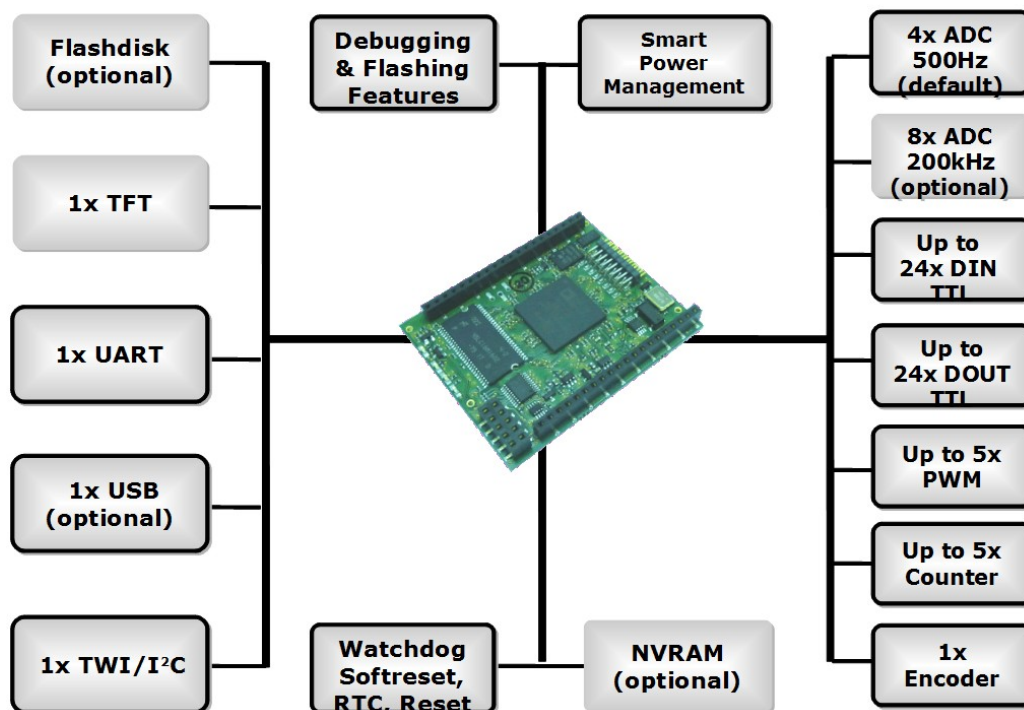 Flashdisk
(optional)
1x TFT
1x UART
1x USB
(optional)
1x TWI/I²C
Debugging
& Flashing
Features
Smart
Power
Management
Watchdog
Softreset,
RTC, Reset
NVRAM
(optional)
4x ADC
500Hz
(default)
8x ADC
200kHz
(optional)
Up to
24x DIN
TTL
Up to
24x DOUT
TTL
Up to 5x
PWM
Up to 5x
Counter
1x
Encoder